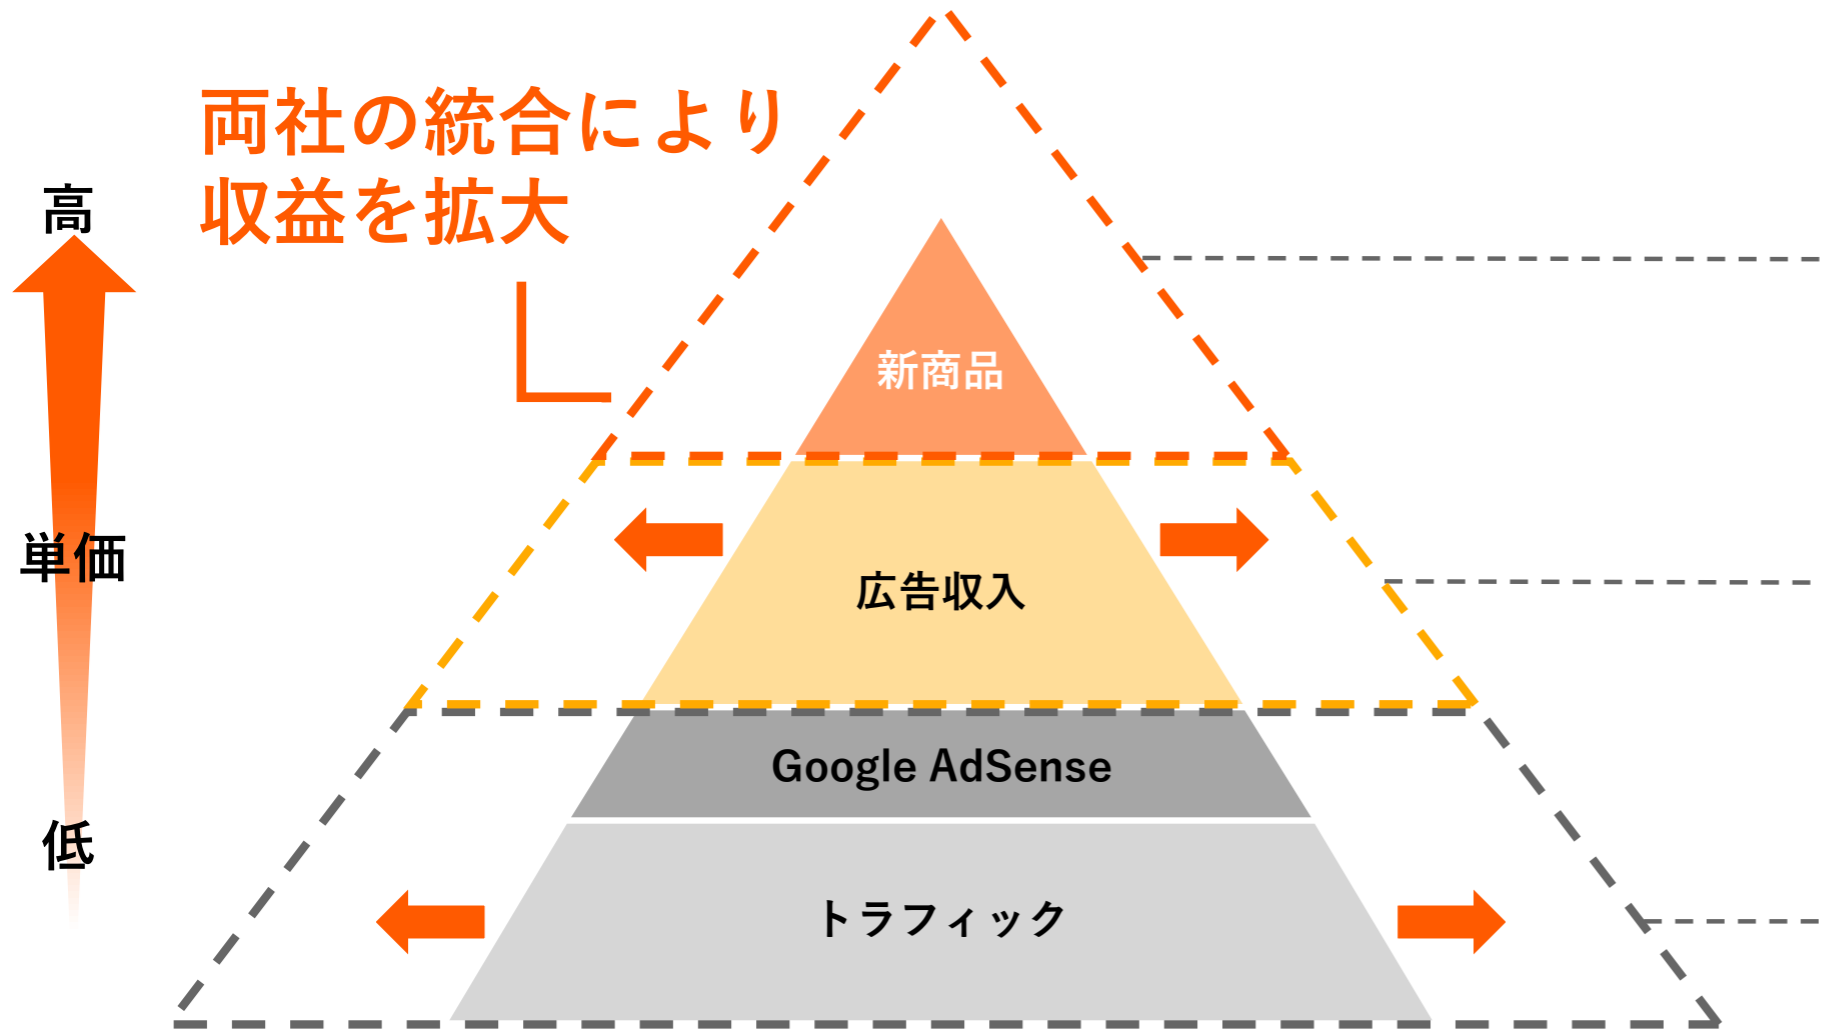 両社の統合により
収益を拡大
高
単価
低
新商品
広告収入
Google AdSense
トラフィック